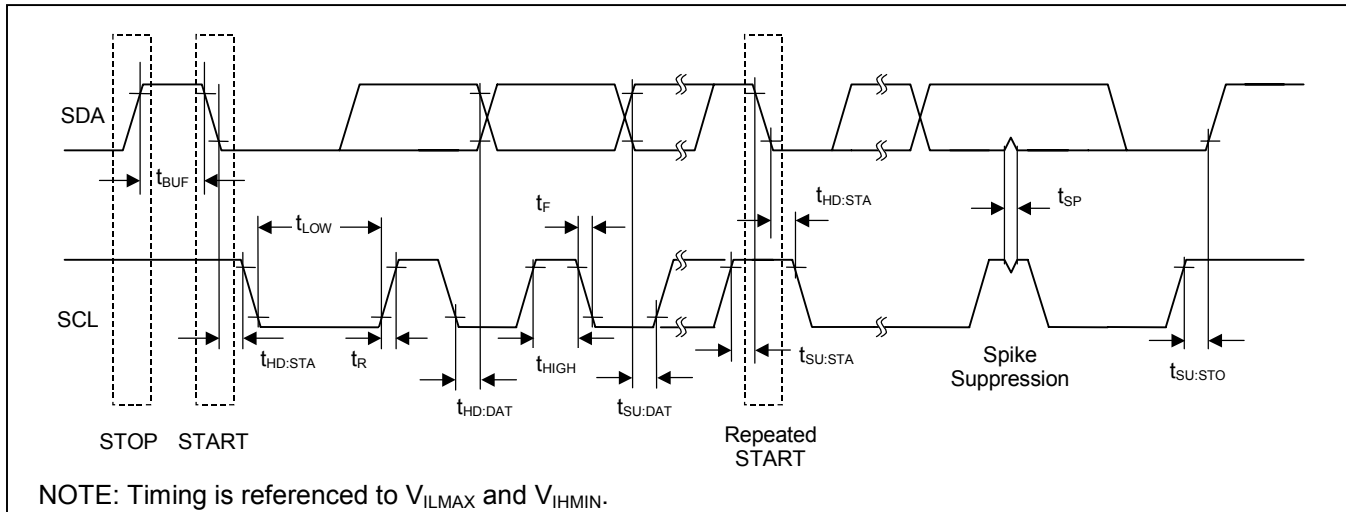 SDA
tBUF
tLOW
tF
tHD:STA
tSP
SCL
tHD:STA
tR
tHD:DAT
tHIGH
tSU:DAT
tSU:STA
Spike
Suppression
tSU:STO
STOP
START
Repeated
START
NOTE: Timing is referenced to VILMAX and VIHMIN.